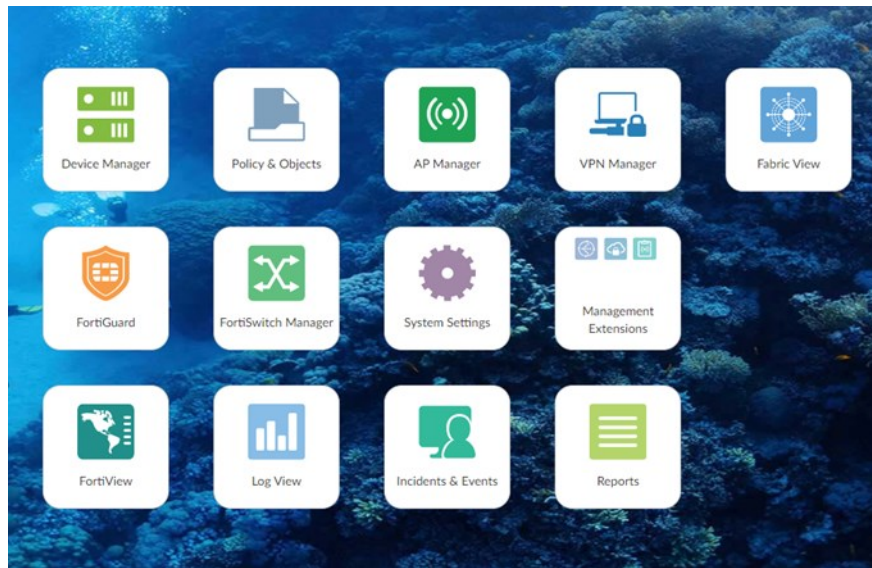 Device Manager
Policy & Objects
AP Manager
VPN Manager
Fabric View
FortiGuard
FortiSwitch Manager
System Settings
Management
Extensions
FortiView
Log View
Incidents & Events
Reports